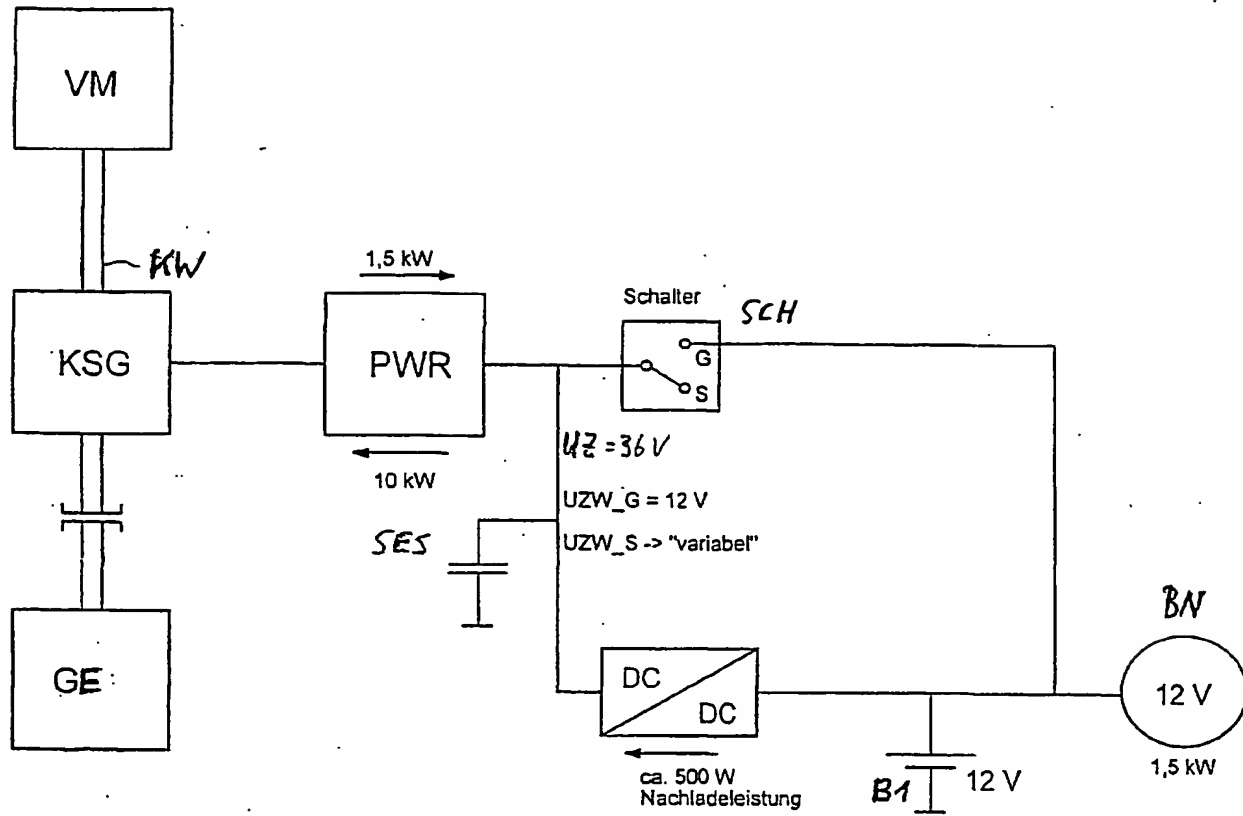 VM
KW
1,5 kW
Schalter
SCH
KSG
PWR
G
S
10 kW
UZ = 36 V
UZW_G = 12 V
UZW_S -> "variabel"
SES
BN
GE
DC
DC
12 V
ca. 500 W
Nachladeleistung
B1
12 V
1,5 kW